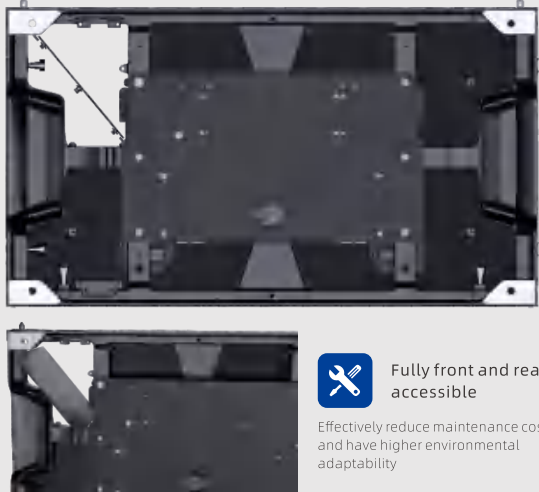 Fully front and rea
accessible
Effectively reduce maintenance cos
and have higher environmental
adaptability